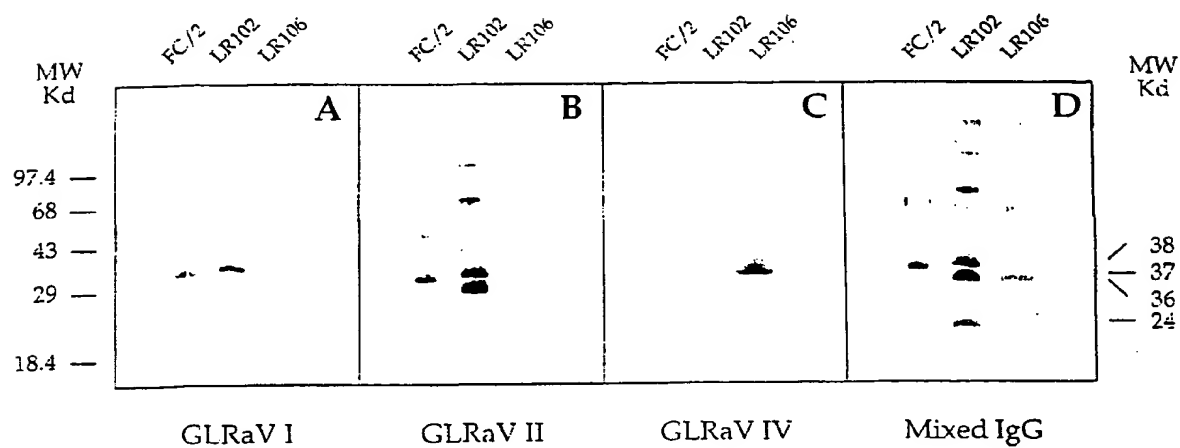 FC/2 LR102 LR106 FC/2 LR102 LR106 FC/2 LR102 LR106 FC/2 LR102 LR106
MW
Kd
MW
Kd
A
B
C
D
97.4
68
43
29
18.4
38
37
36
24
GLRaV I
GLRaV II
GLRaV IV
Mixed IgG